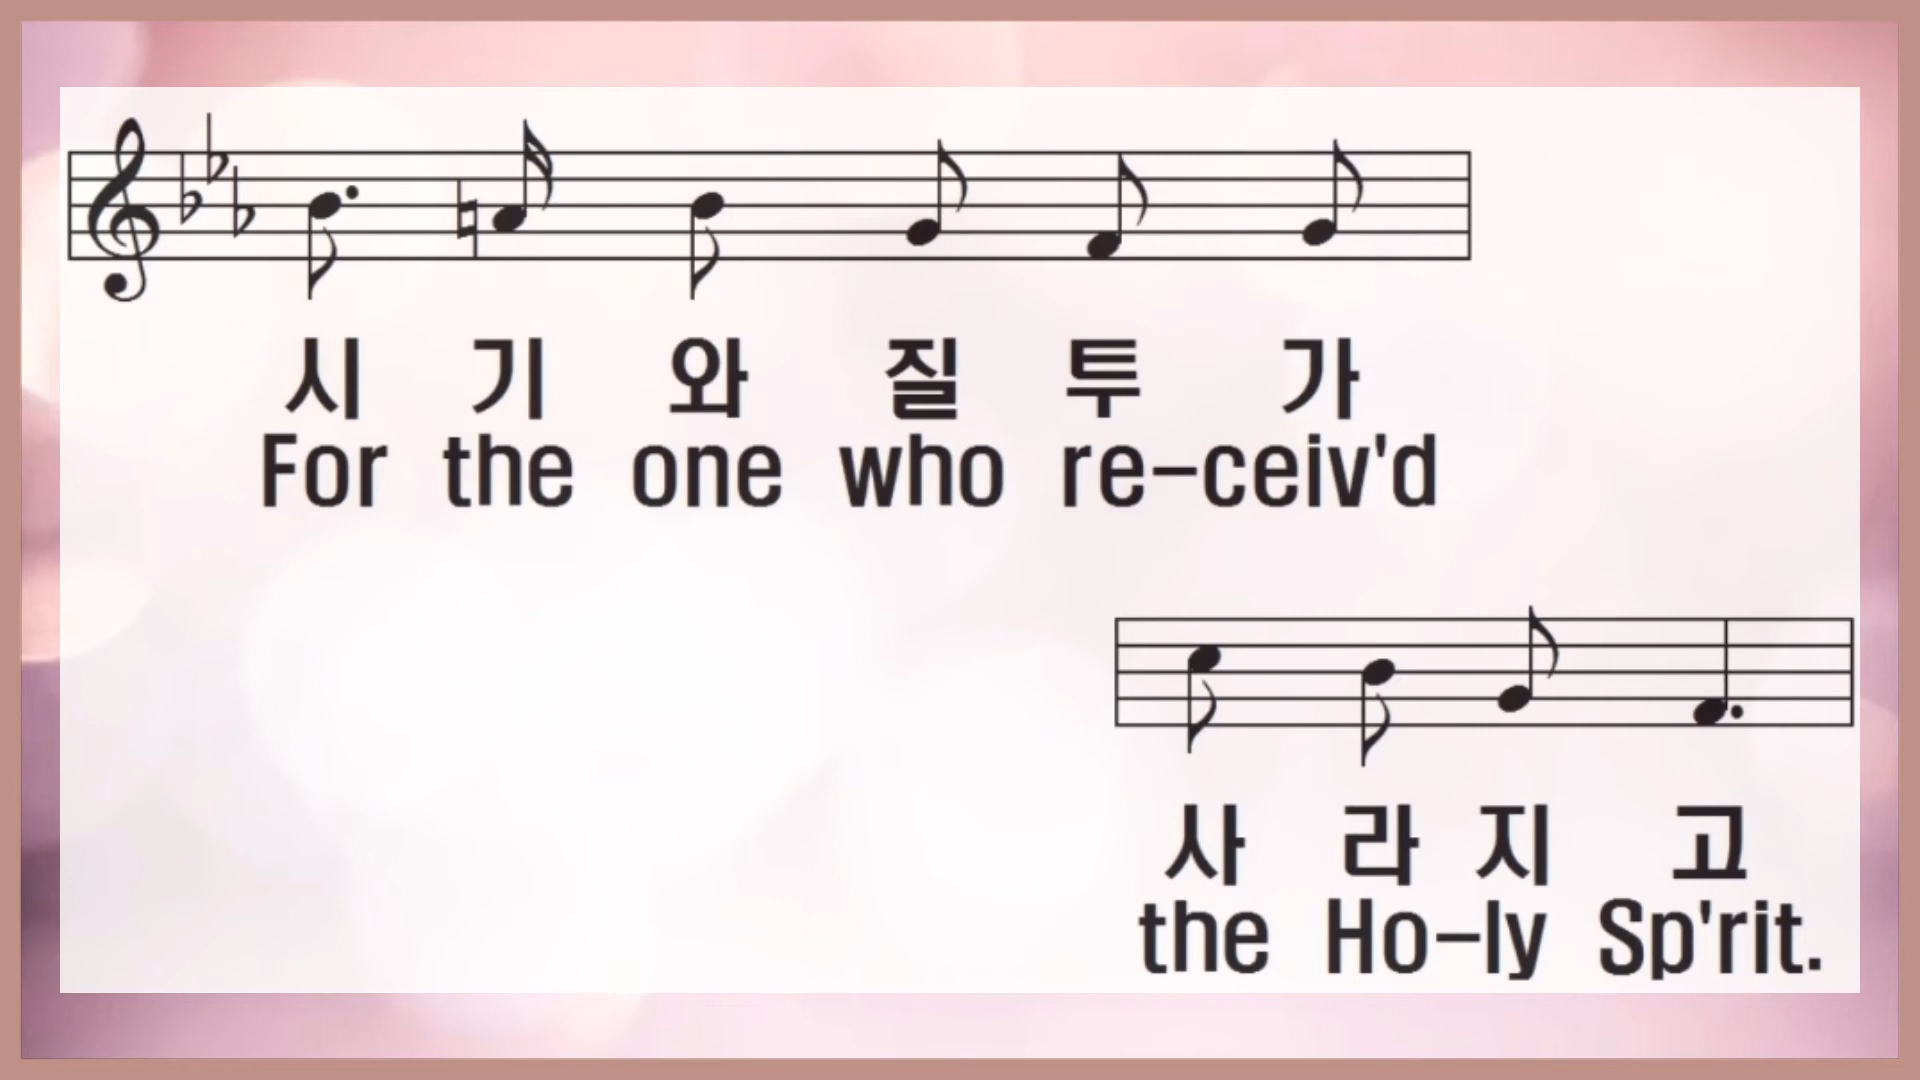 시 기 와 질 투 가
For the one who re-ceiv'd
사 라 지 고
the Ho-ly Sp'rit.